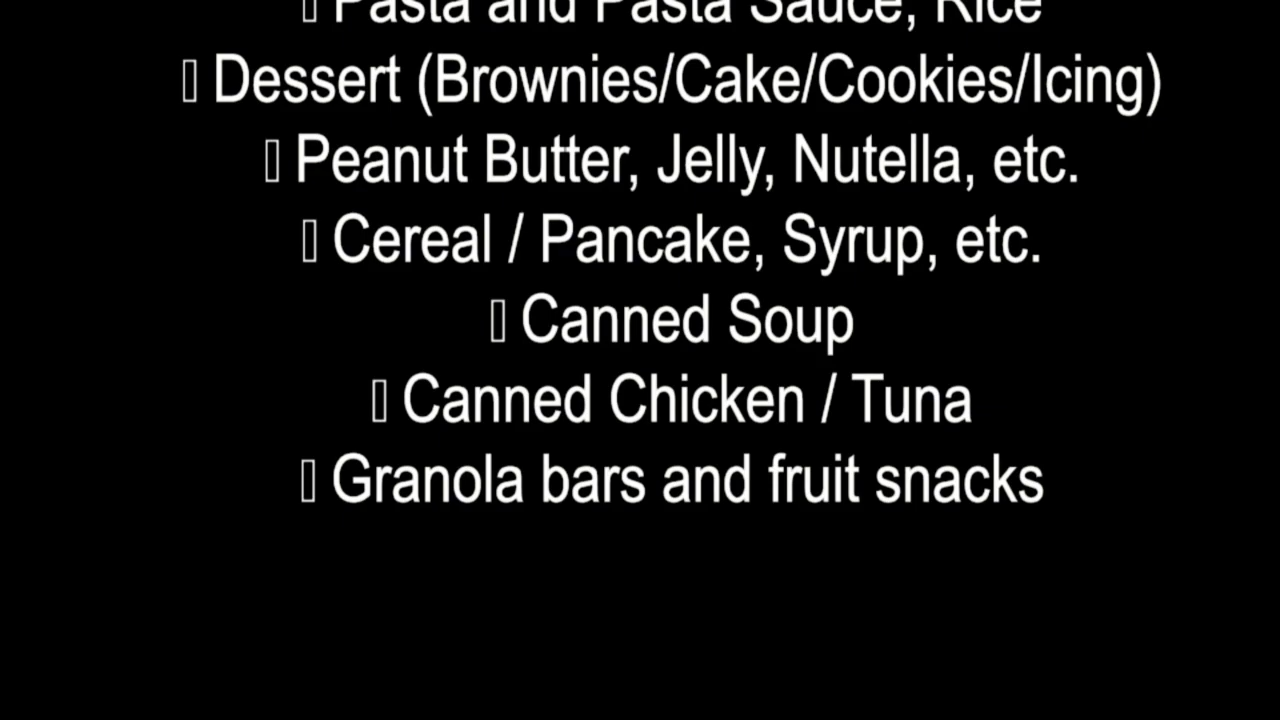 ▯ Pasta and Pasta Sauce, Rice
▯ Dessert (Brownies/Cake/Cookies/Icing)
▯ Peanut Butter, Jelly, Nutella, etc.
▯ Cereal / Pancake, Syrup, etc.
▯ Canned Soup
▯ Canned Chicken / Tuna
▯ Granola bars and fruit snacks